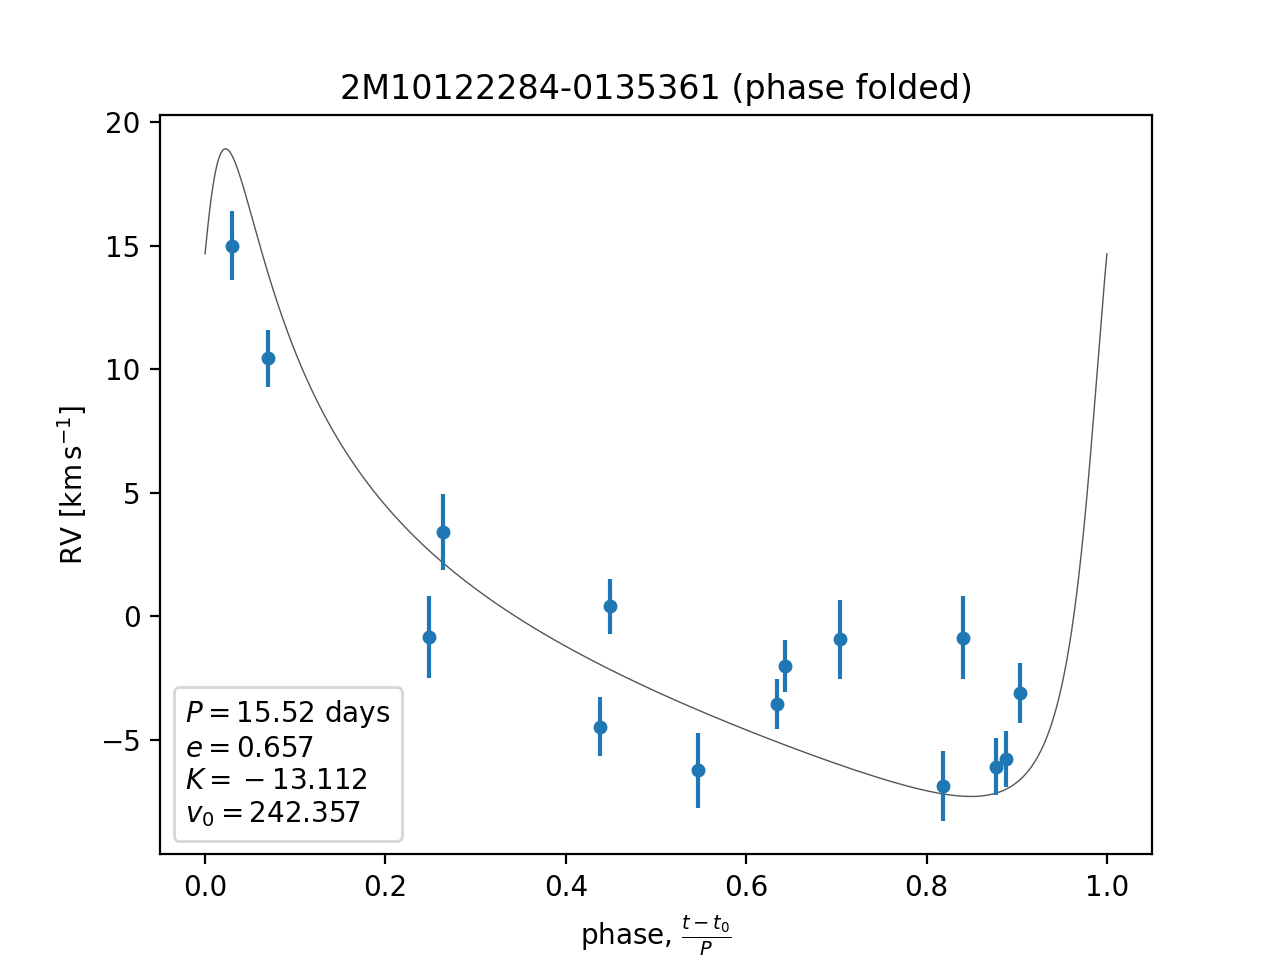 2M10122284-0135361 (phase folded)
20
15
10
5
0
−5
RV [km s⁻¹]
P = 15.52 days
e = 0.657
K = −13.112
v₀ = 242.357
0.0 0.2 0.4 0.6 0.8 1.0
phase, (t − t₀)/P